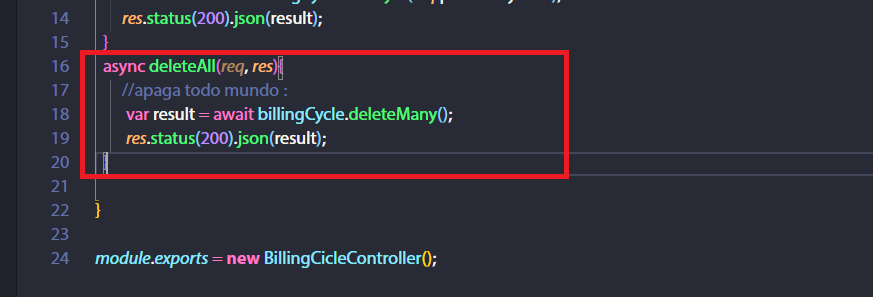 14 res.status(200).json(result);
15 }
16 async deleteAll(req, res){
17 //apaga todo mundo :
18 var result = await billingCycle.deleteMany();
19 res.status(200).json(result);
20 }
21
22 }
23
24 module.exports = new BillingCicleController();